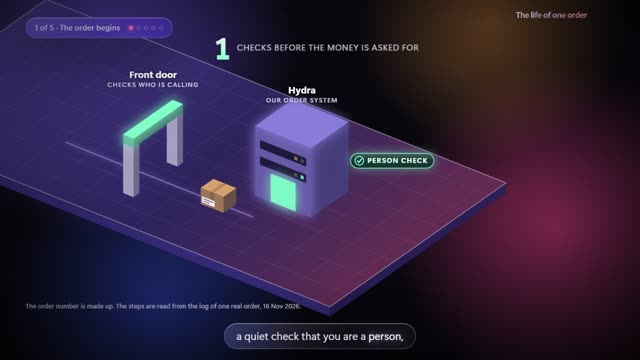 1 of 5 · The order begins
The life of one order
1 CHECKS BEFORE THE MONEY IS ASKED FOR
Front door
CHECKS WHO IS CALLING
Hydra
OUR ORDER SYSTEM
PERSON CHECK
The order number is made up. The steps are read from the log of one real order, 16 Nov 2026.
a quiet check that you are a person,